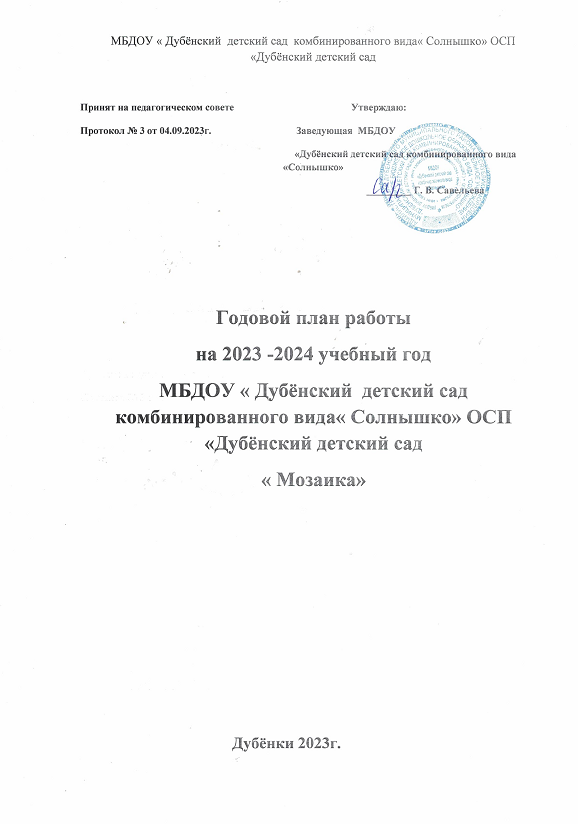 МБДОУ « Дубёнский детский сад комбинированного вида« Солнышко» ОСП
«Дубёнский детский сад
Принят на педагогическом совете Утверждаю:
Протокол № 3 от 04.09.2023г. Заведующая МБДОУ
«Дубёнский детский сад комбинированного вида
«Солнышко»
Г. В. Савельева
Годовой план работы
на 2023 -2024 учебный год
МБДОУ « Дубёнский детский сад
комбинированного вида« Солнышко» ОСП
«Дубёнский детский сад
« Мозаика»
Дубёнки 2023г.